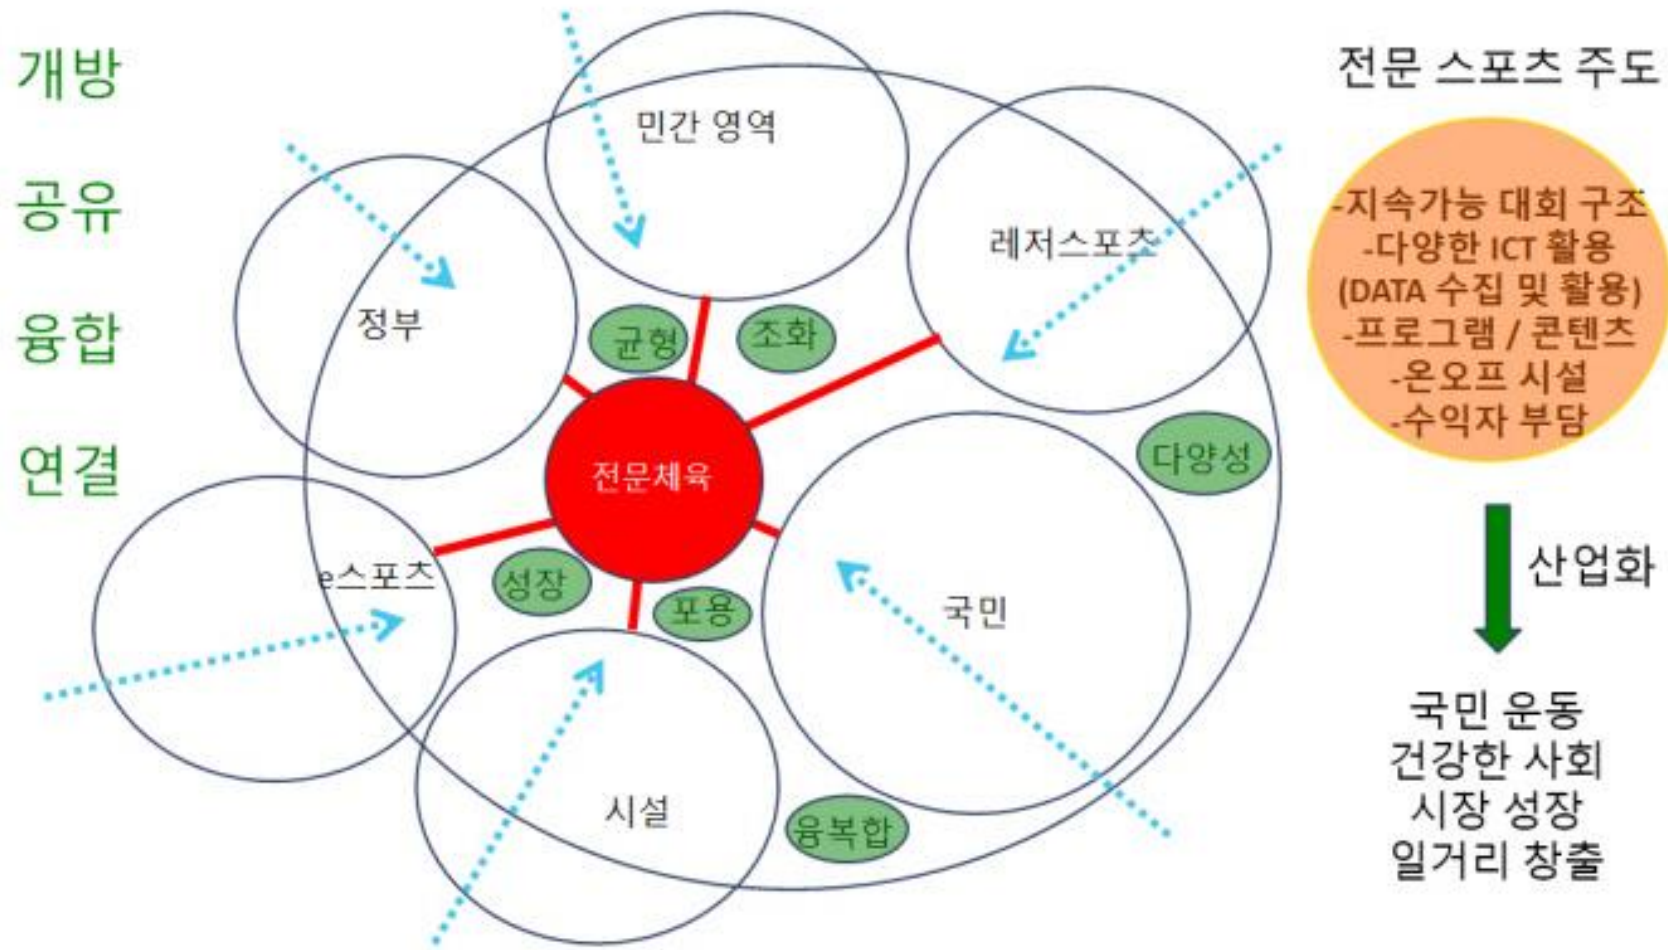 개방
공유
융합
연결
민간 영역
레저스포츠
정부
균형
조화
전문체육
다양성
e스포츠
성장
포용
국민
시설
융복합
전문 스포츠 주도
-지속가능 대회 구조
-다양한 ICT 활용
(DATA 수집 및 활용)
-프로그램 / 콘텐츠
-온오프 시설
-수익자 부담
산업화
국민 운동
건강한 사회
시장 성장
일거리 창출